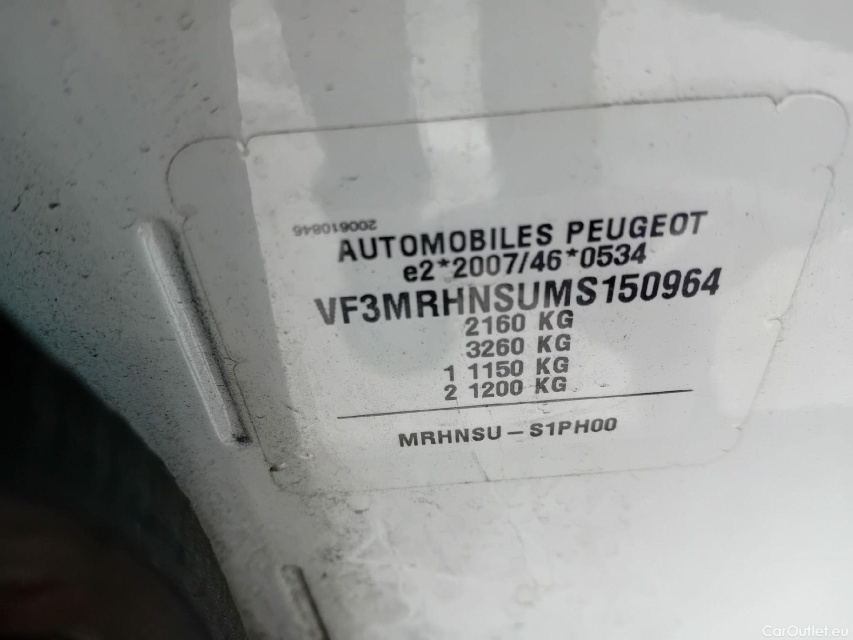 200610846
AUTOMOBILES PEUGEOT
e2*2007/46*0534
VF3MRHNSUMS150964
2160 KG
3260 KG
1 1150 KG
2 1200 KG
MRHNSU – S1PH00
CarOutlet.eu